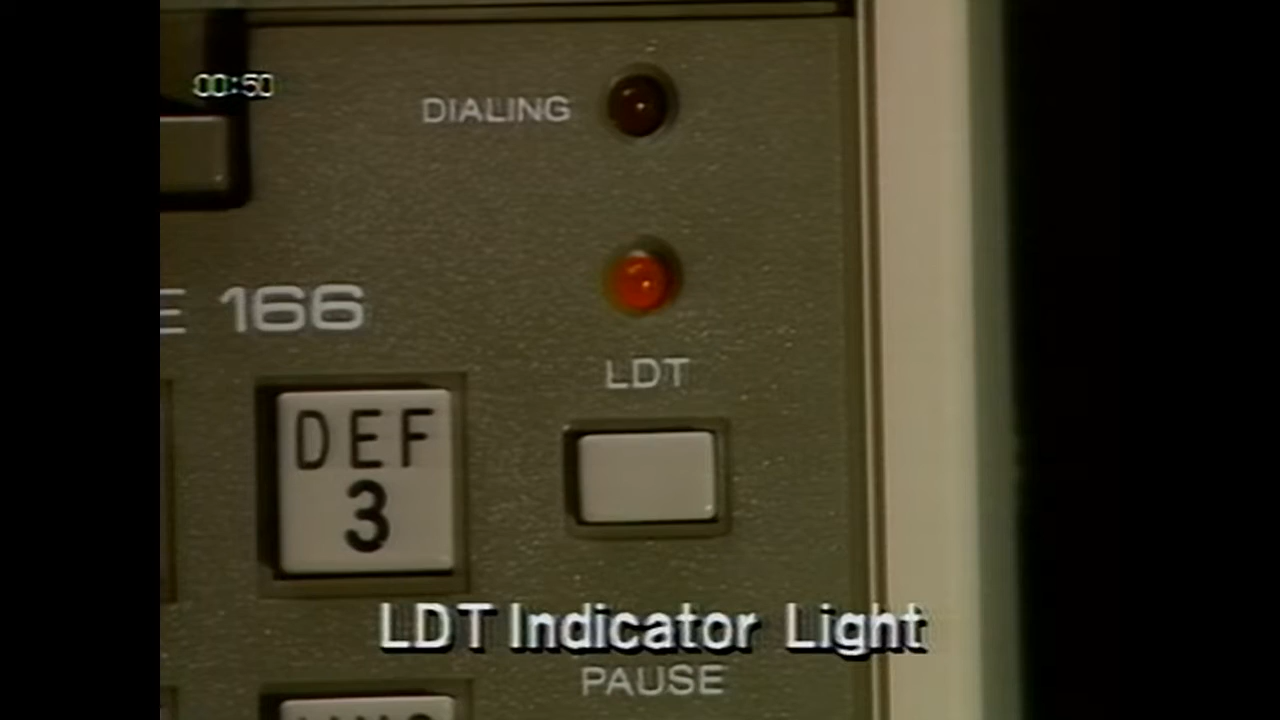 00:50
DIALING
E 166
LDT
DEF
3
LDT Indicator Light
PAUSE